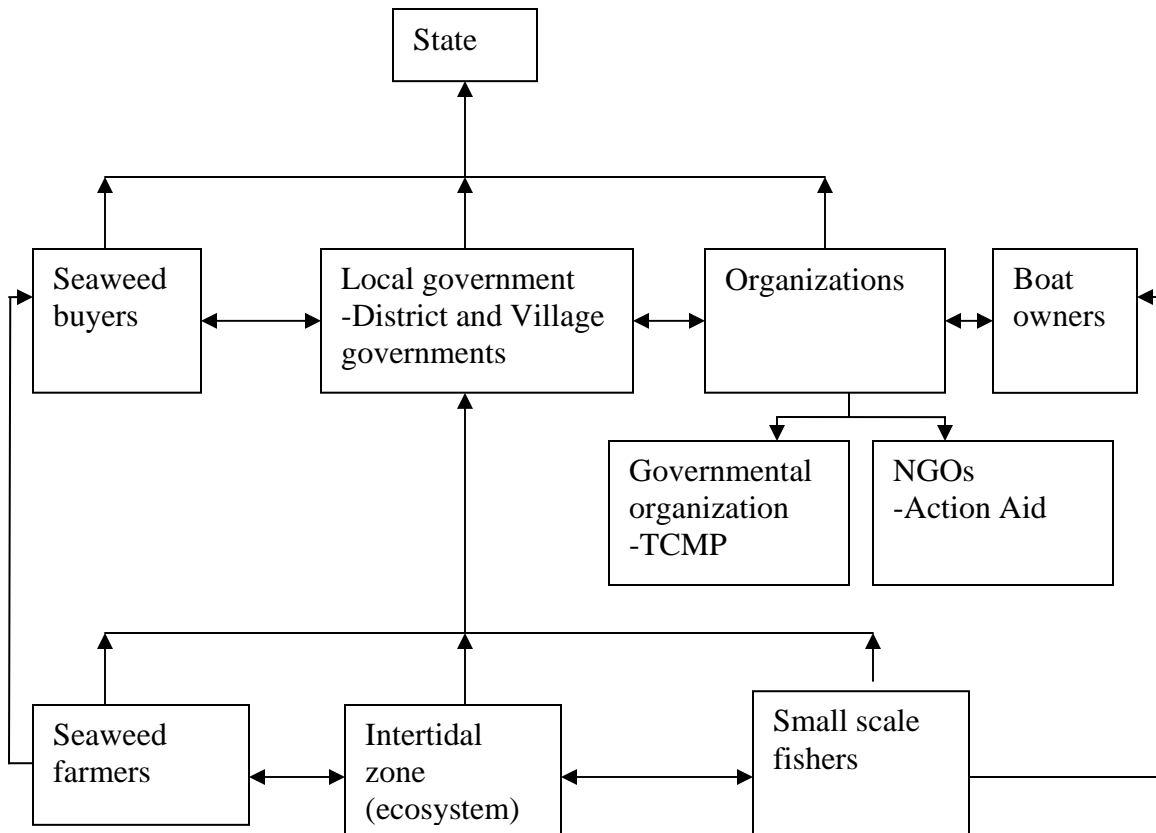 State
Seaweed
buyers
Local government
-District and Village
governments
Organizations
Boat
owners
Governmental
organization
-TCMP
NGOs
-Action Aid
Seaweed
farmers
Intertidal
zone
(ecosystem)
Small scale
fishers